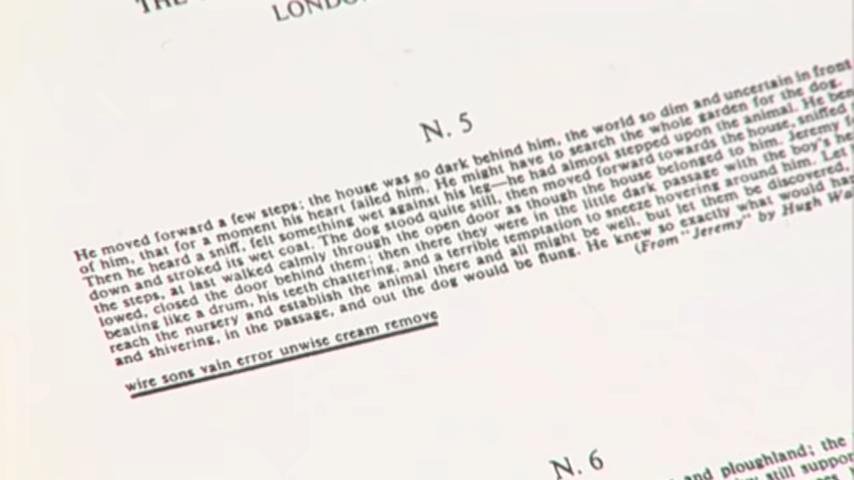 THE
LONDO
N. 5
He moved forward a few steps; the house was so dark behind him, the world so dim and uncertain in front
of him, that for a moment his heart failed him. He might have to search the whole garden for the dog.
Then he heard a sniff, felt something wet against his leg—he had almost stepped upon the animal. He ben
down and stroked its wet coat. The dog stood quite still, then moved forward towards the house, sniffed
the steps, at last walked calmly through the open door as though the house belonged to him. Jeremy
lowed, closed the door behind them; then there they were in the little dark passage with the boy's he
beating like a drum, his teeth chattering, and a terrible temptation to sneeze hovering around him. Let
reach the nursery and establish the animal there and all might be well, but let them be discovered,
and shivering, in the passage, and out the dog would be flung. He knew so exactly what would hap
(From "Jeremy" by Hugh Wa
wire sons vain error unwise cream remove
N. 6
and ploughland; the
still suppor